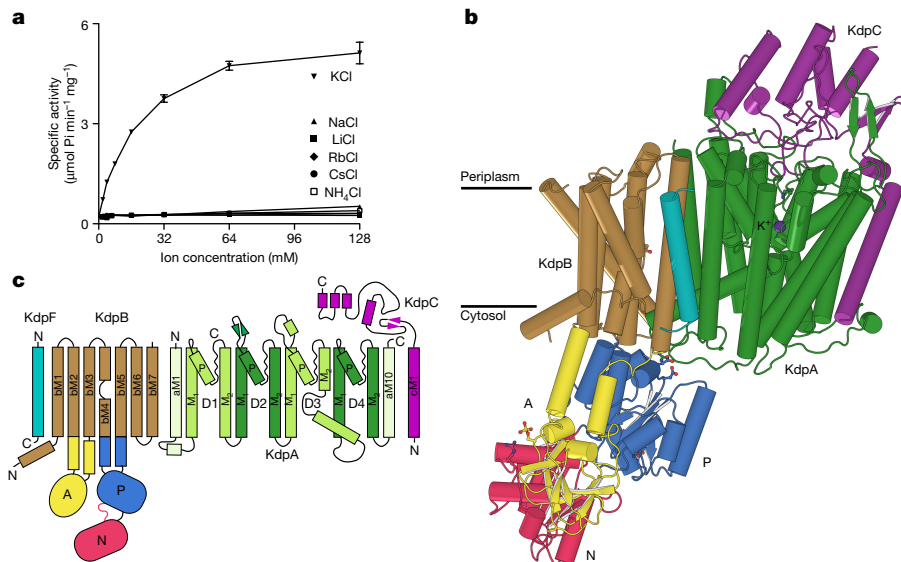 a
6
3
0
Specific activity
(μmol Pi min⁻¹ mg⁻¹)
KCl
NaCl
LiCl
RbCl
CsCl
NH₄Cl
0 32 64 96 128
Ion concentration (mM)
b
KdpC
Periplasm
K⁺
KdpB
Cytosol
KdpA
A
P
N
c
KdpF KdpB
C
KdpC
N
N
C
C
bM1
bM2
bM3
bM4
bM5
bM6
bM7
aM1
M₁
P
D1
M₂
M₁
P
D2
M₂
M₁
P
D3
M₂
M₁
P
D4
M₂
aM10
cM1
C
N
N
KdpA
A
P
N